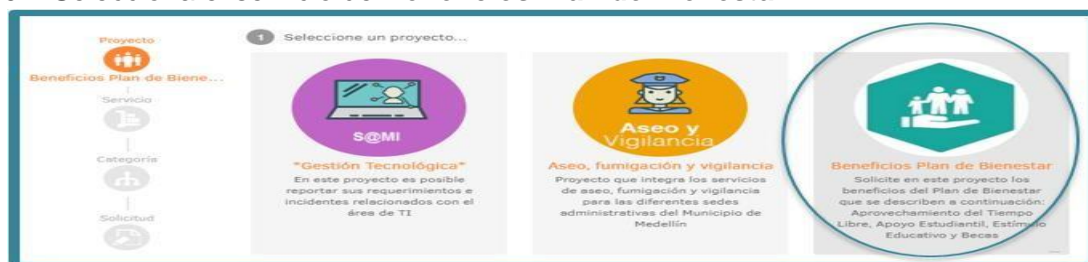 Proyecto
Beneficios Plan de Biene...
Servicio
Categoría
Solicitud
1 Seleccione un proyecto...
S@MI
"Gestión Tecnológica"
En este proyecto es posible
reportar sus requerimientos e
incidentes relacionados con el
área de TI
Aseo y
Vigilancia
Aseo, fumigación y vigilancia
Proyecto que integra los servicios
de aseo, fumigación y vigilancia
para las diferentes sedes
administrativas del Municipio de
Medellín
Beneficios Plan de Bienestar
Solicite en este proyecto los
beneficios del Plan de Bienestar
que se describen a continuación:
Aprovechamiento del Tiempo
Libre, Apoyo Estudiantil, Estímulo
Educativo y Becas